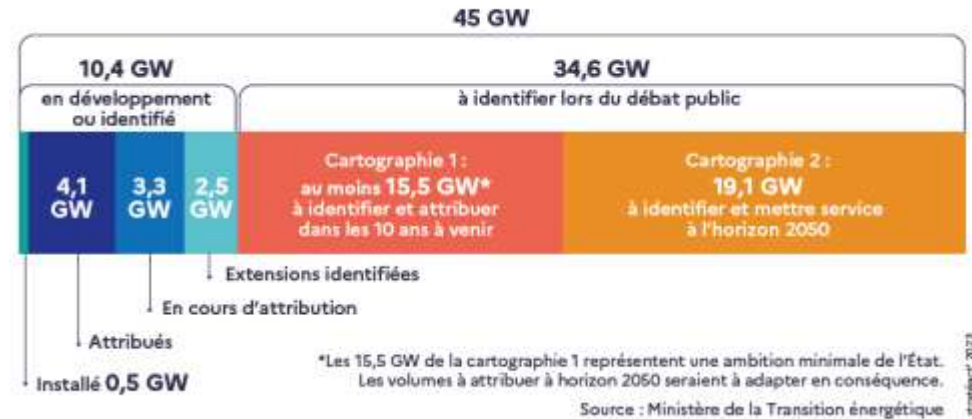 45 GW
10,4 GW
34,6 GW
en développement
ou identifié
à identifier lors du débat public
4,1
GW
3,3
GW
2,5
GW
Cartographie 1 :
au moins 15,5 GW*
à identifier et attribuer
dans les 10 ans à venir
Cartographie 2 :
19,1 GW
à identifier et mettre service
à l'horizon 2050
Extensions identifiées
En cours d'attribution
Attribués
Installé 0,5 GW
*Les 15,5 GW de la cartographie 1 représentent une ambition minimale de l'État.
Les volumes à attribuer à horizon 2050 seraient à adapter en conséquence.
Source : Ministère de la Transition énergétique
2023